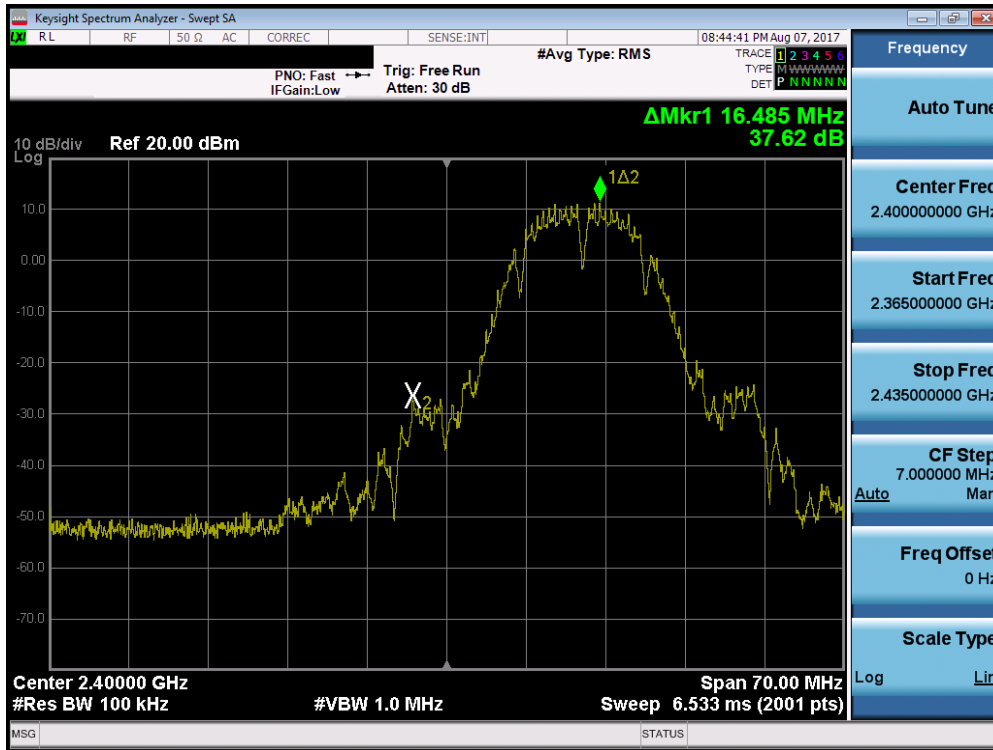 Keysight Spectrum Analyzer - Swept SA
LXI RL RF 50 Ω AC CORREC SENSE:INT 08:44:41 PM Aug 07, 2017
PNO: Fast
IFGain:Low
Trig: Free Run
Atten: 30 dB
#Avg Type: RMS
TRACE 1 2 3 4 5 6
TYPE M W W W W W
DET P N N N N N
ΔMkr1 16.485 MHz
37.62 dB
10 dB/div
Log
Ref 20.00 dBm
1Δ2
X2
10.0
0.00
-10.0
-20.0
-30.0
-40.0
-50.0
-60.0
-70.0
Center 2.40000 GHz
#Res BW 100 kHz
#VBW 1.0 MHz
Span 70.00 MHz
Sweep 6.533 ms (2001 pts)
MSG
STATUS
Frequency
Auto Tune
Center Freq
2.400000000 GHz
Start Freq
2.365000000 GHz
Stop Freq
2.435000000 GHz
CF Step
7.000000 MHz
Auto Man
Freq Offset
0 Hz
Scale Type
Log Lin